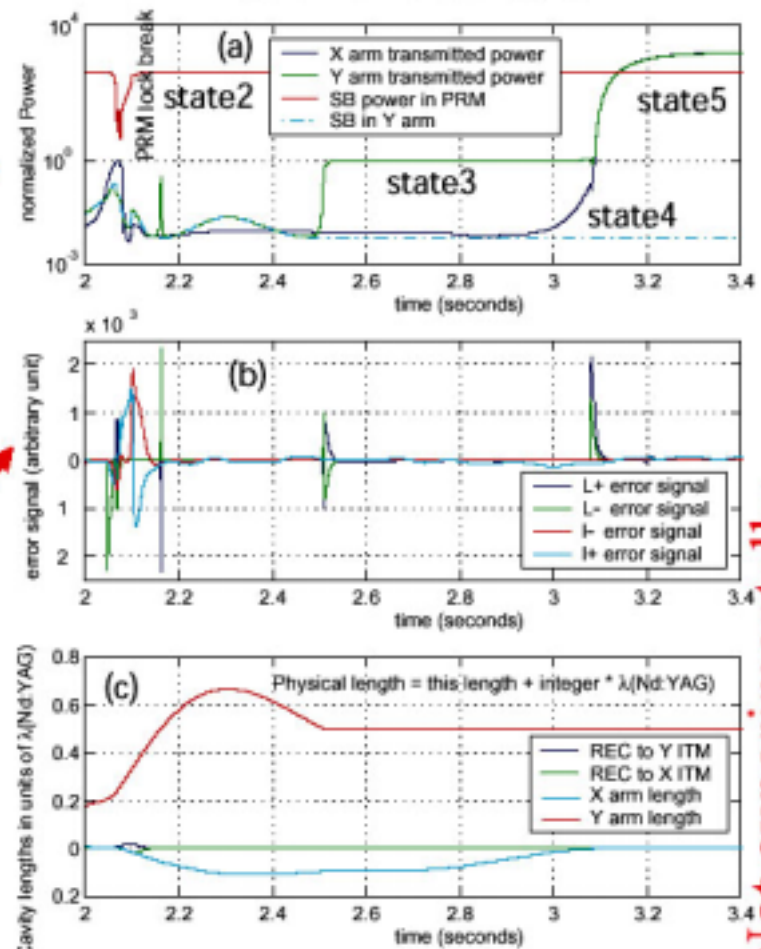 (a)
10^4
10^0
10^-3
normalized Power
PRM lock break
state2
state3
state4
state5
X arm transmitted power
Y arm transmitted power
SB power in PRM
SB in Y arm
2 2.2 2.4 2.6 2.8 3 3.2 3.4
time (seconds)
x 10^3
(b)
2
1
0
1
2
error signal (arbitrary unit)
L+ error signal
L- error signal
l- error signal
l+ error signal
2 2.2 2.4 2.6 2.8 3 3.2 3.4
time (seconds)
(c)
Physical length = this length + integer * λ(Nd:YAG)
0.8
0.6
0.4
0.2
0
0.2
Cavity lengths in units of λ(Nd:YAG)
REC to Y ITM
REC to X ITM
X arm length
Y arm length
2 2.2 2.4 2.6 2.8 3 3.2 3.4
time (seconds)